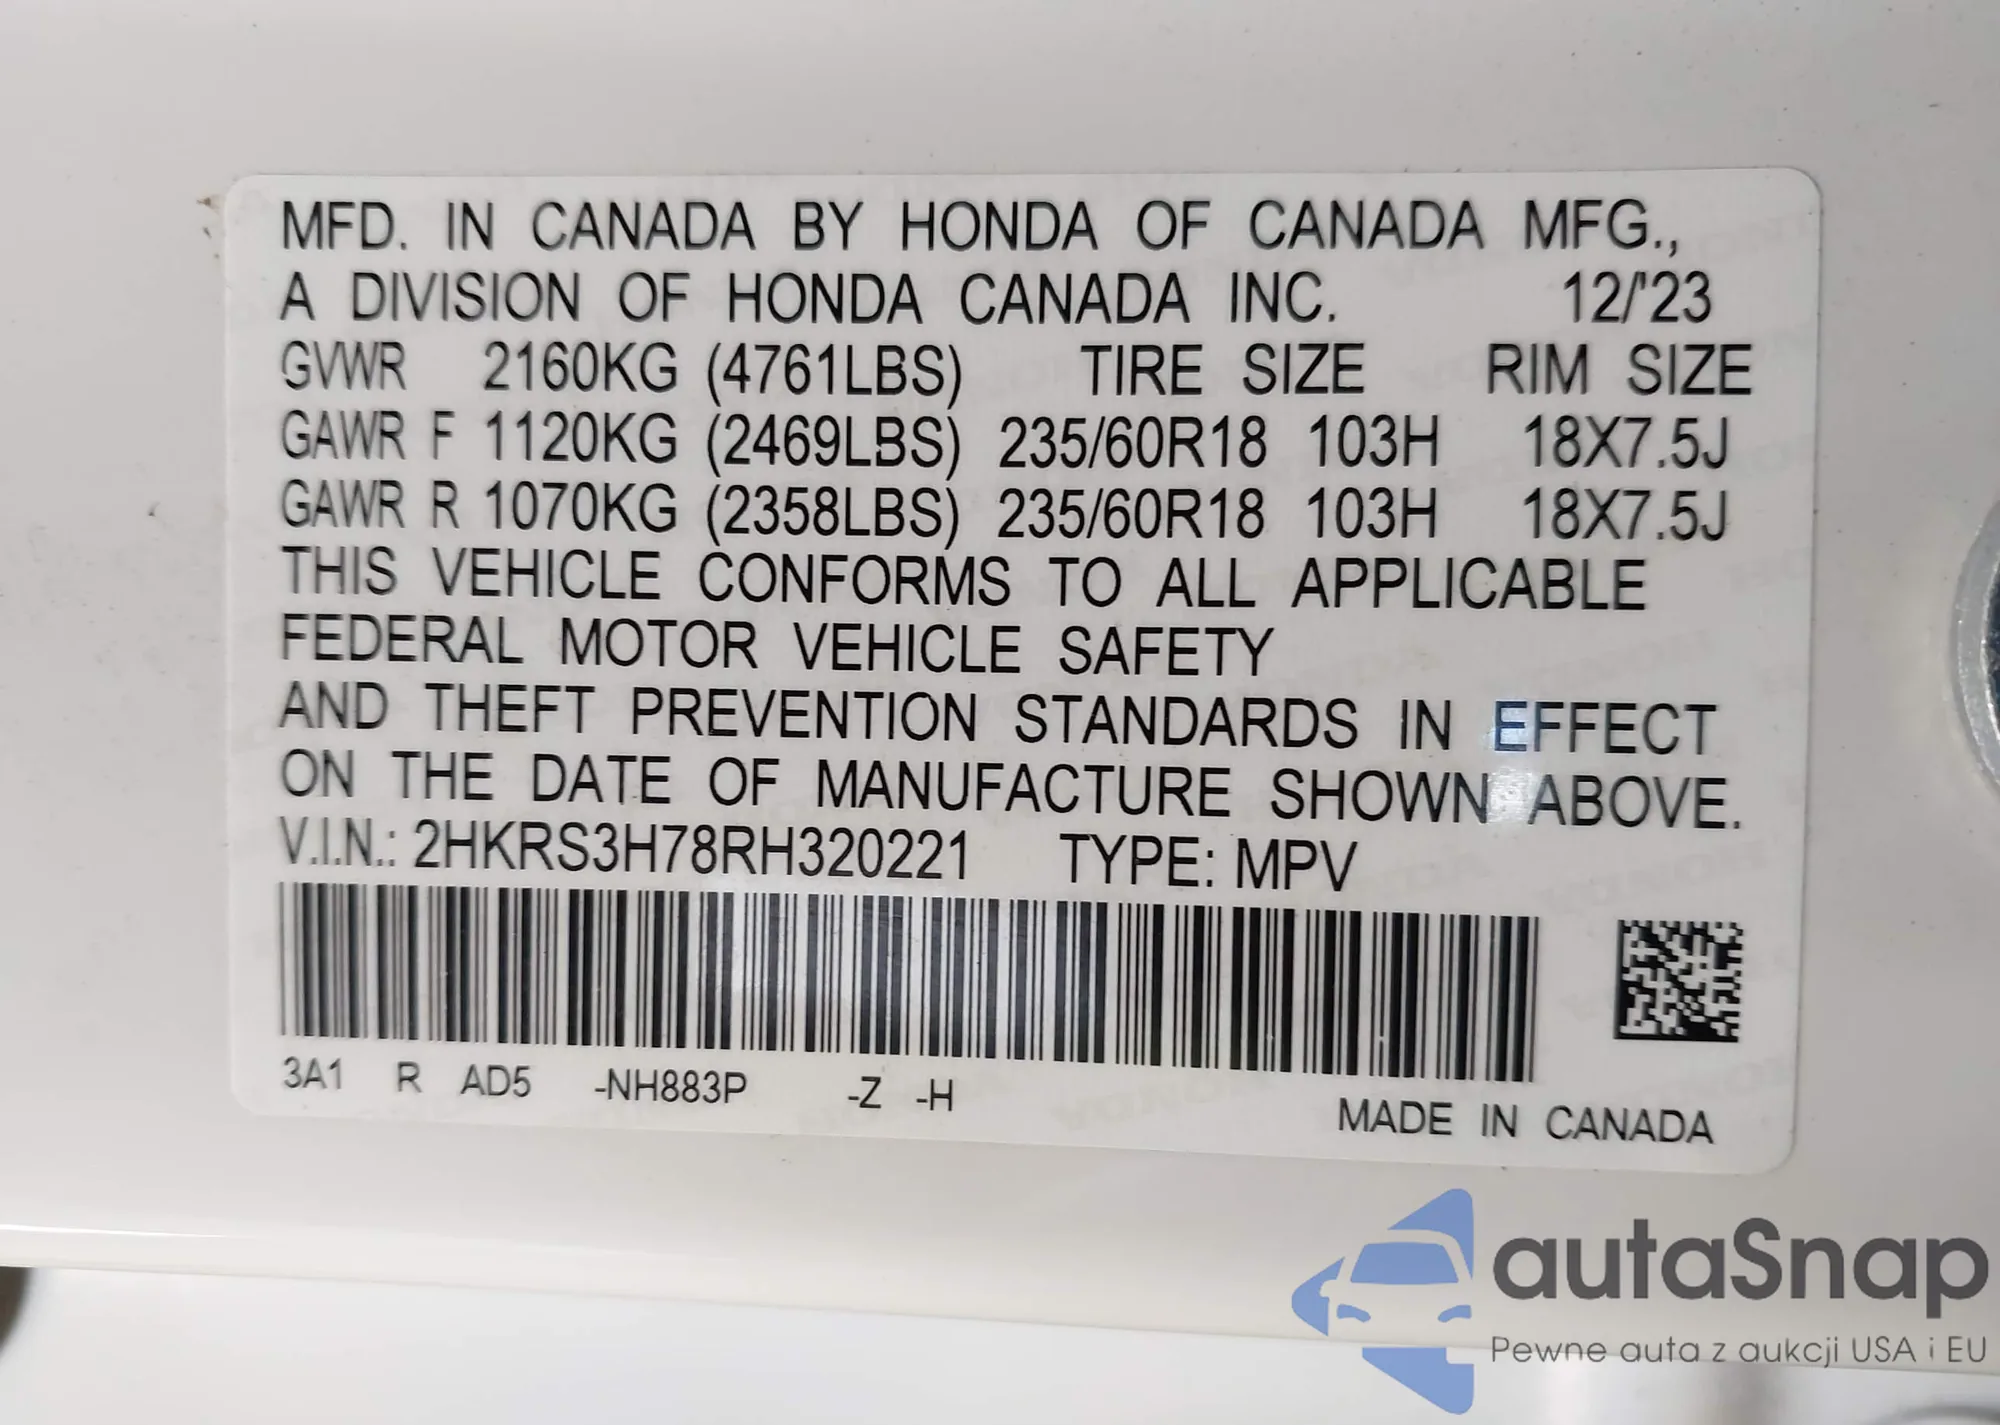 MFD. IN CANADA BY HONDA OF CANADA MFG.,
A DIVISION OF HONDA CANADA INC. 12/'23
GVWR 2160KG (4761LBS) TIRE SIZE RIM SIZE
GAWR F 1120KG (2469LBS) 235/60R18 103H 18X7.5J
GAWR R 1070KG (2358LBS) 235/60R18 103H 18X7.5J
THIS VEHICLE CONFORMS TO ALL APPLICABLE
FEDERAL MOTOR VEHICLE SAFETY
AND THEFT PREVENTION STANDARDS IN EFFECT
ON THE DATE OF MANUFACTURE SHOWN ABOVE.
V.I.N.: 2HKRS3H78RH320221 TYPE: MPV
3A1 R AD5 -NH883P -Z -H
MADE IN CANADA
autaSnap
Pewne auta z aukcji USA i EU